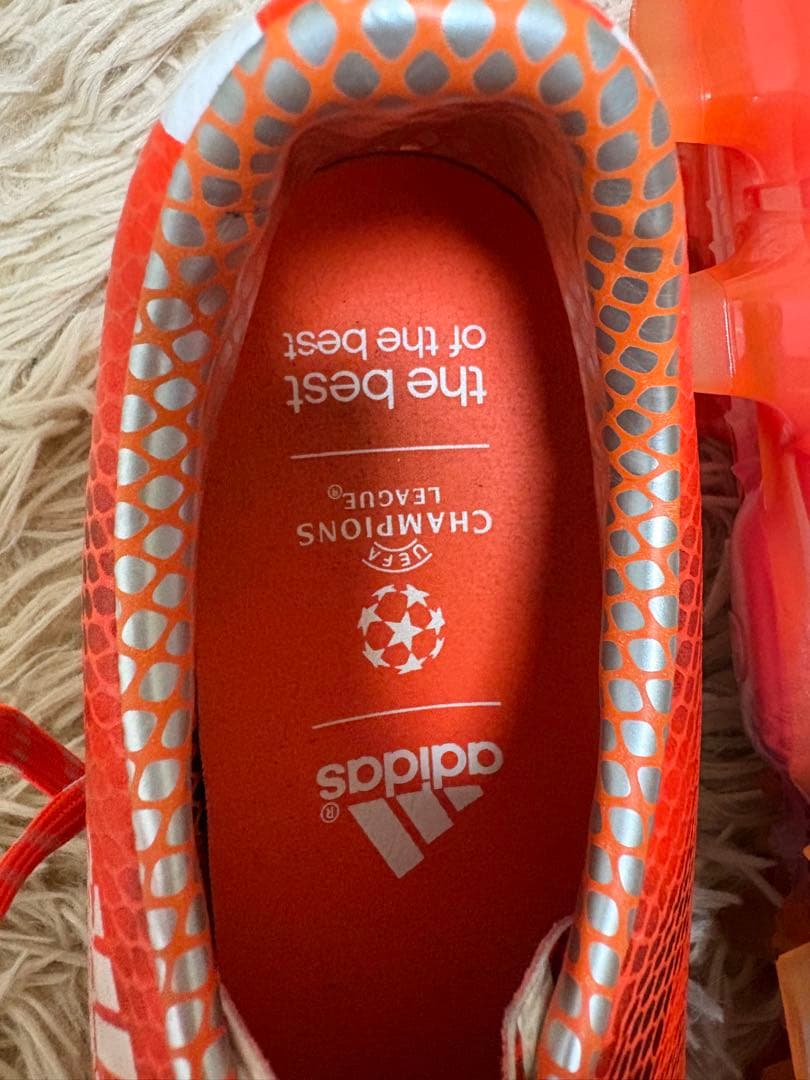 adidas®
UEFA
CHAMPIONS
LEAGUE®
the best
of the best